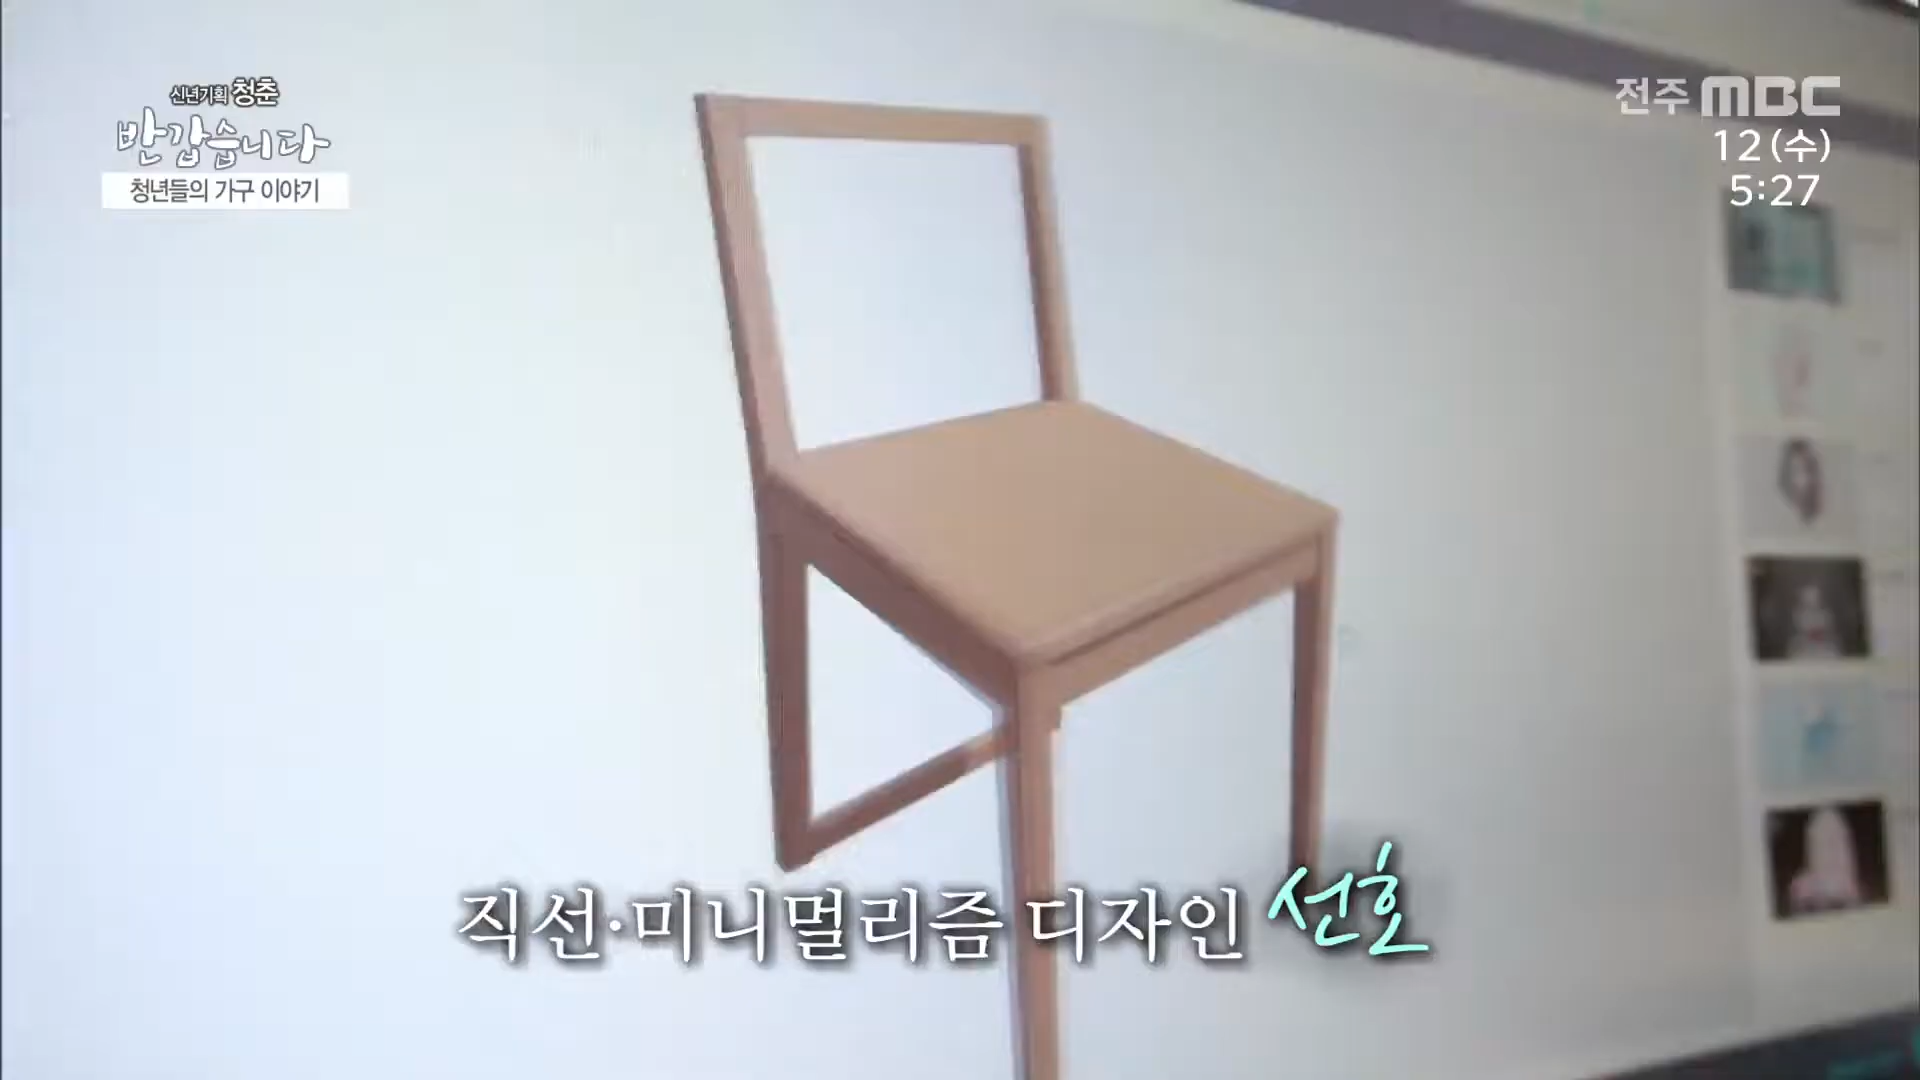 신년기획 청춘
반갑습니다
청년들의 가구 이야기
전주 MBC
12(수)
5:27
직선·미니멀리즘 디자인 선호